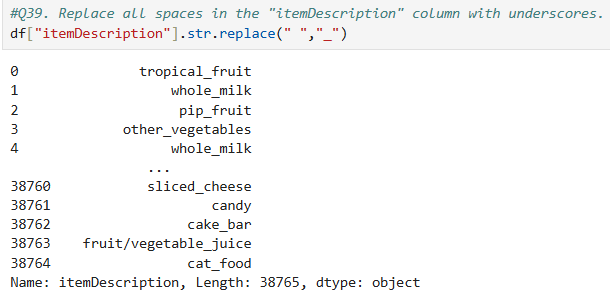 #Q39. Replace all spaces in the "itemDescription" column with underscores.
df["itemDescription"].str.replace(" ","_")
0 tropical_fruit
1 whole_milk
2 pip_fruit
3 other_vegetables
4 whole_milk
...
38760 sliced_cheese
38761 candy
38762 cake_bar
38763 fruit/vegetable_juice
38764 cat_food
Name: itemDescription, Length: 38765, dtype: object